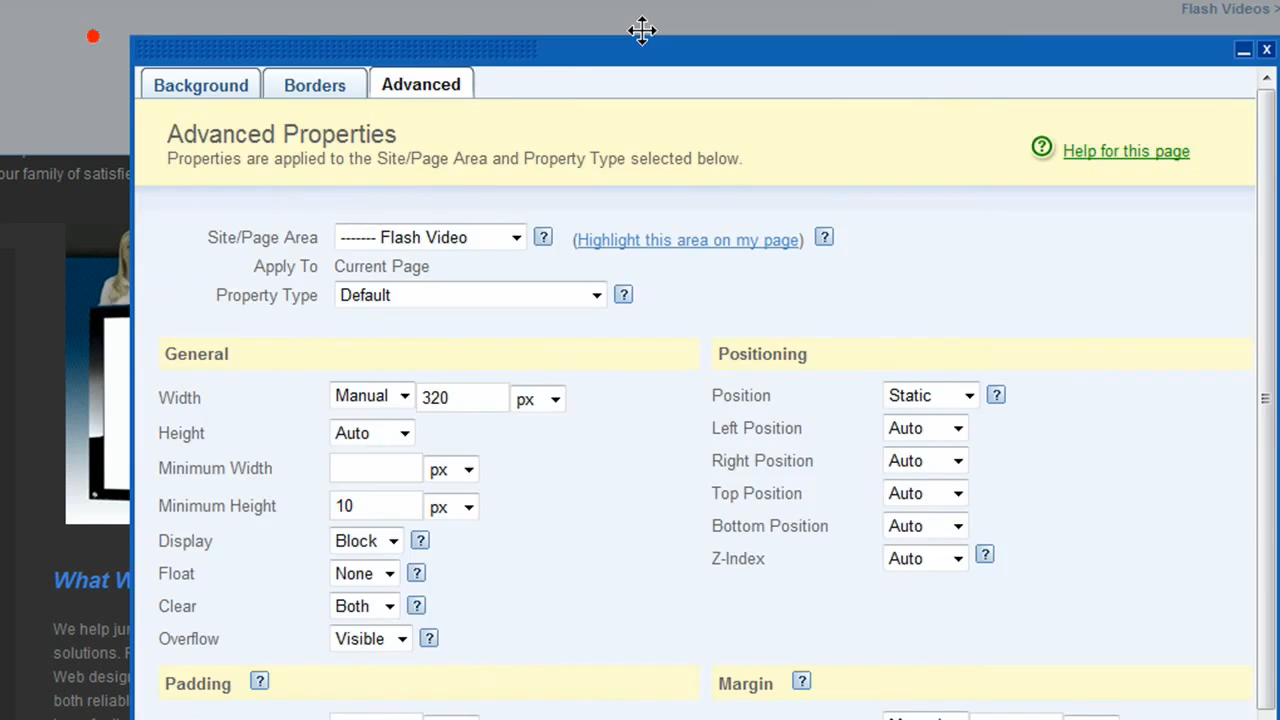 Flash Videos >
X
Background Borders Advanced
Advanced Properties
Properties are applied to the Site/Page Area and Property Type selected below.
? Help for this page
our family of satisfie
Site/Page Area ------- Flash Video ? (Highlight this area on my page) ?
Apply To Current Page
Property Type Default ?
General Positioning
Width Manual 320 px Position Static ?
Height Auto Left Position Auto
Minimum Width px Right Position Auto
Minimum Height 10 px Top Position Auto
Display Block ? Bottom Position Auto
Float None ? Z-Index Auto ?
What W
Clear Both ?
We help jur
Overflow Visible ?
solutions. F
Web design
Padding ? Margin ?
both reliabl